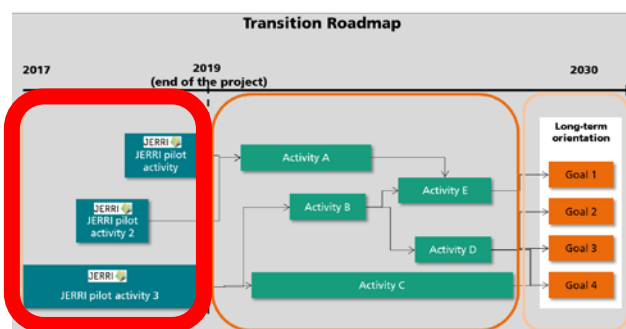 Transition Roadmap
2017
2019
(end of the project)
2030
JERRI
JERRI pilot
activity
JERRI
JERRI pilot
activity 2
JERRI
JERRI pilot activity 3
Activity A
Activity B
Activity E
Activity D
Activity C
Long-term
orientation
Goal 1
Goal 2
Goal 3
Goal 4